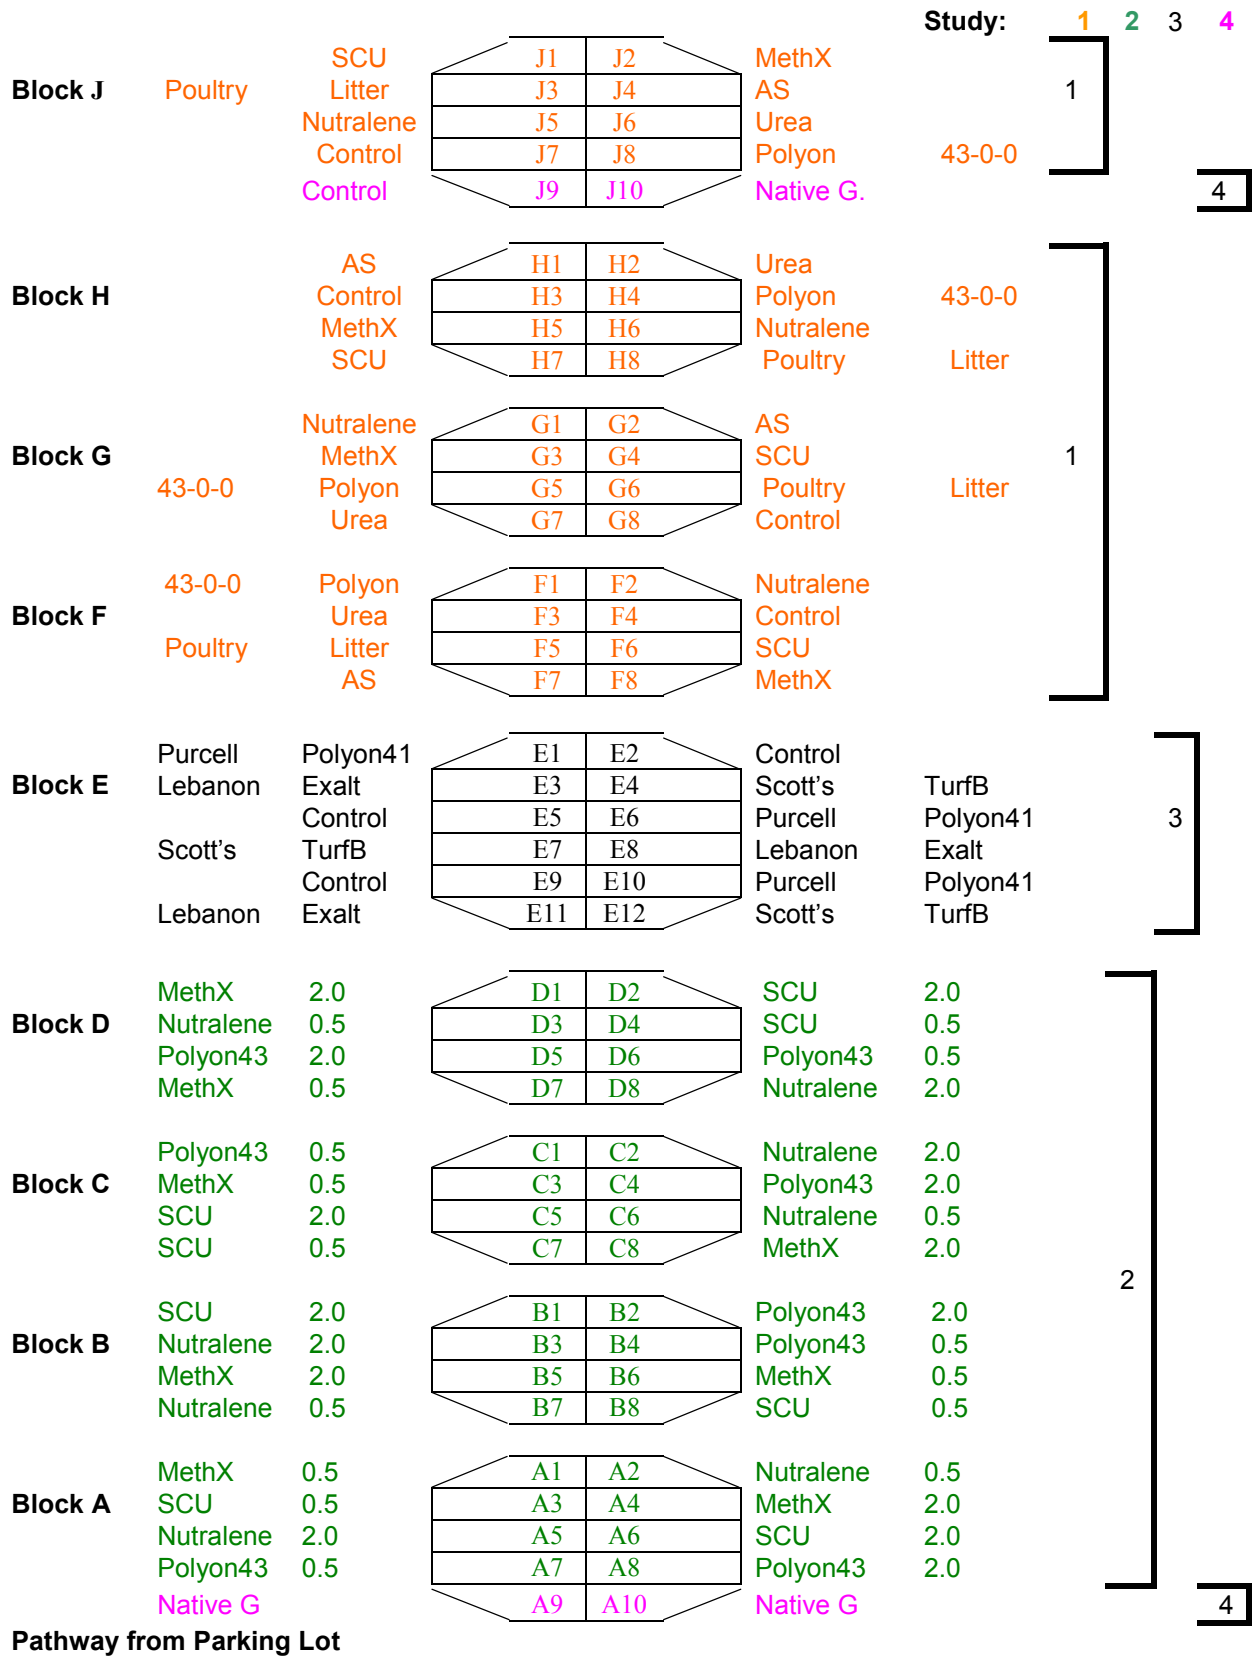 Study: 1 2 3 4
SCU J1 J2 MethX
Block J Poultry Litter J3 J4 AS 1
Nutralene J5 J6 Urea
Control J7 J8 Polyon 43-0-0
Control J9 J10 Native G. 4
AS H1 H2 Urea
Block H Control H3 H4 Polyon 43-0-0
MethX H5 H6 Nutralene
SCU H7 H8 Poultry Litter
Nutralene G1 G2 AS
Block G MethX G3 G4 SCU 1
43-0-0 Polyon G5 G6 Poultry Litter
Urea G7 G8 Control
43-0-0 Polyon F1 F2 Nutralene
Block F Urea F3 F4 Control
Poultry Litter F5 F6 SCU
AS F7 F8 MethX
Purcell Polyon41 E1 E2 Control
Block E Lebanon Exalt E3 E4 Scott's TurfB
Control E5 E6 Purcell Polyon41 3
Scott's TurfB E7 E8 Lebanon Exalt
Control E9 E10 Purcell Polyon41
Lebanon Exalt E11 E12 Scott's TurfB
MethX 2.0 D1 D2 SCU 2.0
Block D Nutralene 0.5 D3 D4 SCU 0.5
Polyon43 2.0 D5 D6 Polyon43 0.5
MethX 0.5 D7 D8 Nutralene 2.0
Polyon43 0.5 C1 C2 Nutralene 2.0
Block C MethX 0.5 C3 C4 Polyon43 2.0
SCU 2.0 C5 C6 Nutralene 0.5
SCU 0.5 C7 C8 MethX 2.0
2
SCU 2.0 B1 B2 Polyon43 2.0
Block B Nutralene 2.0 B3 B4 Polyon43 0.5
MethX 2.0 B5 B6 MethX 0.5
Nutralene 0.5 B7 B8 SCU 0.5
MethX 0.5 A1 A2 Nutralene 0.5
Block A SCU 0.5 A3 A4 MethX 2.0
Nutralene 2.0 A5 A6 SCU 2.0
Polyon43 0.5 A7 A8 Polyon43 2.0
Native G A9 A10 Native G 4
Pathway from Parking Lot